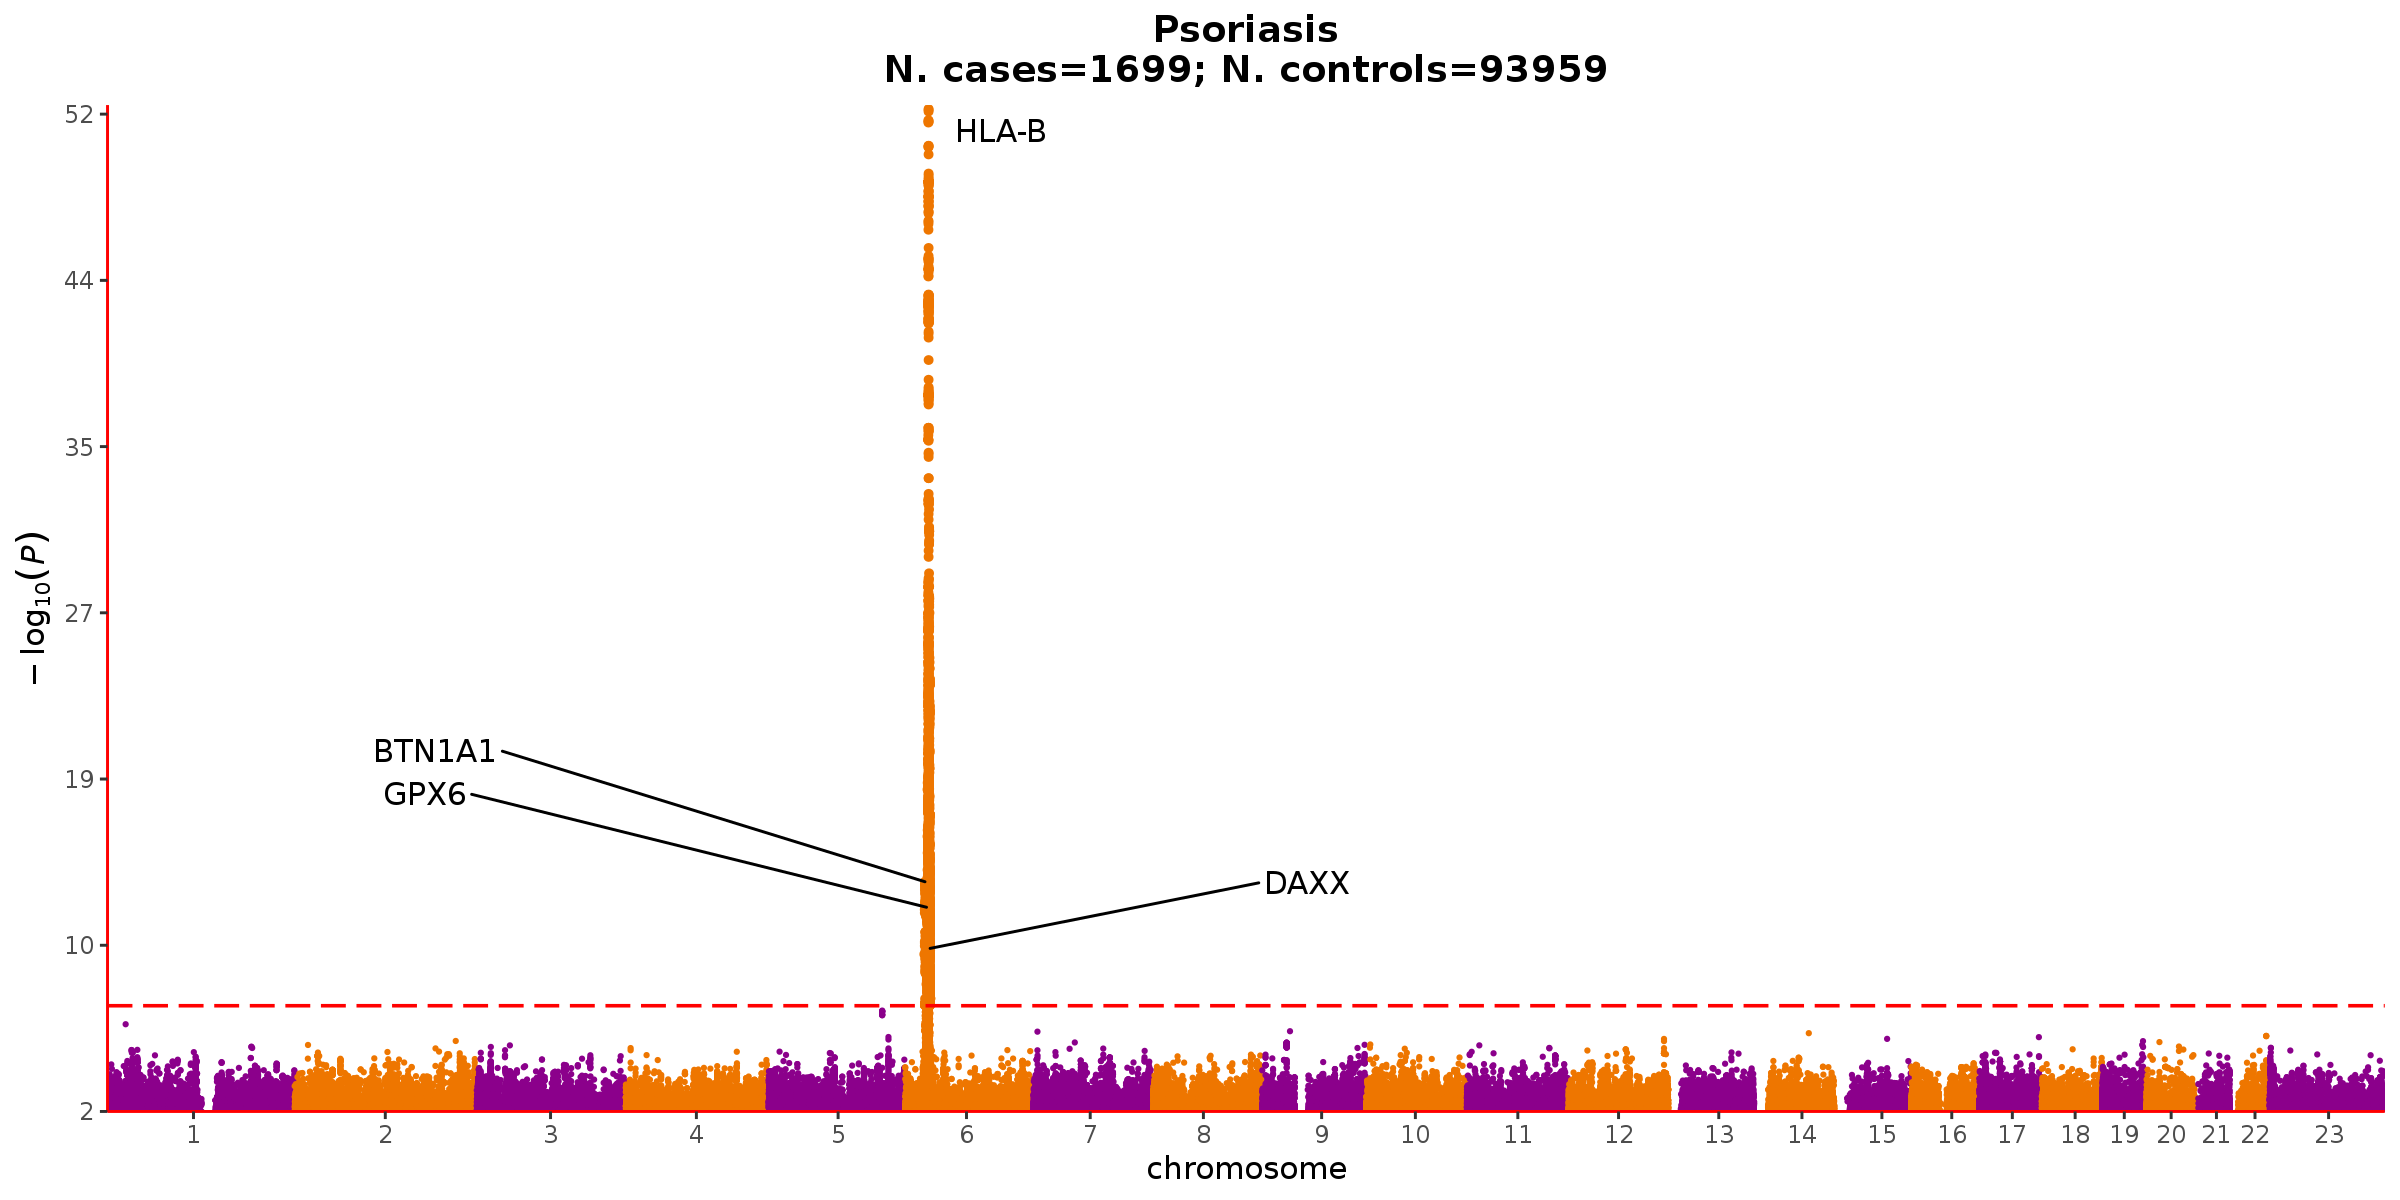 Psoriasis
N. cases=1699; N. controls=93959
52
44
35
27
19
10
2
−log10(P)
HLA-B
BTN1A1
GPX6
DAXX
1 2 3 4 5 6 7 8 9 10 11 12 13 14 15 16 17 18 19 20 21 22 23
chromosome